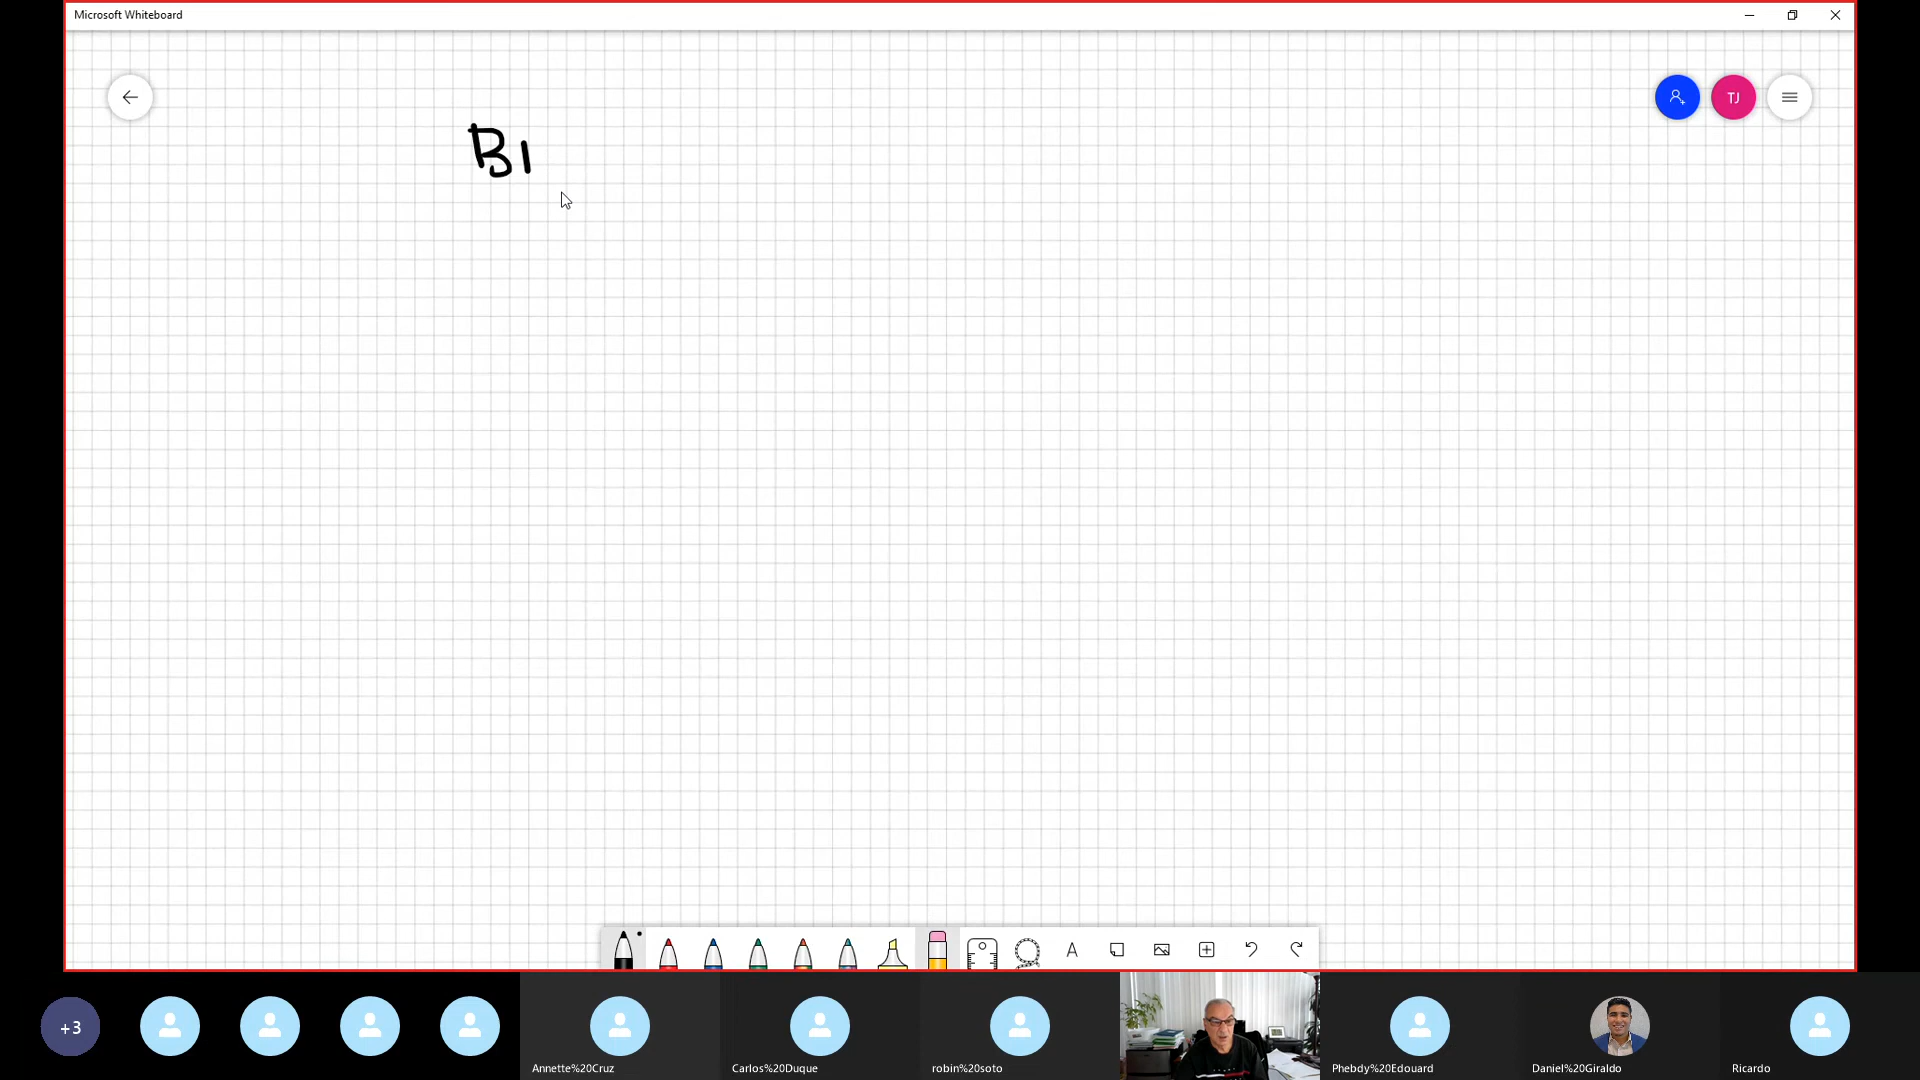 Microsoft Whiteboard
TJ
BI
A
+3
Annette%20Cruz
Carlos%20Duque
robin%20soto
Phebdy%20Edouard
Daniel%20Giraldo
Ricardo